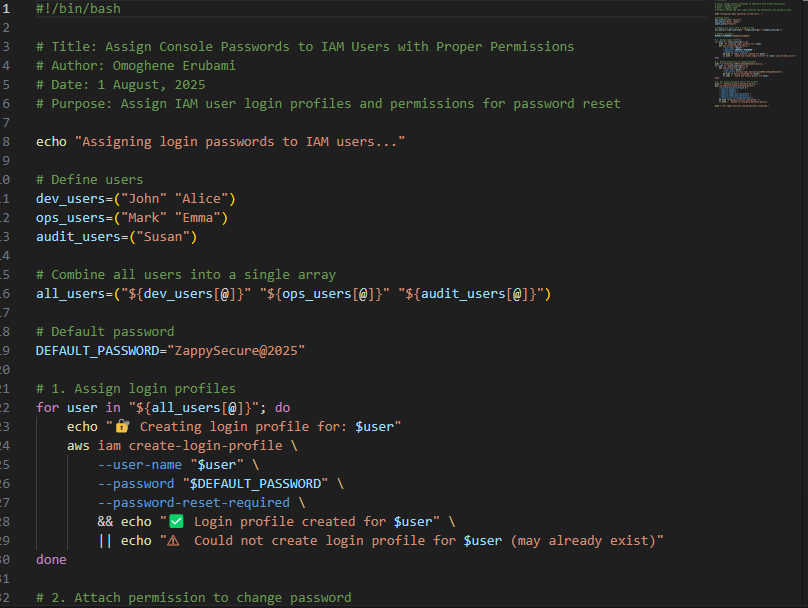 1 #!/bin/bash
2
3 # Title: Assign Console Passwords to IAM Users with Proper Permissions
4 # Author: Omoghene Erubami
5 # Date: 1 August, 2025
6 # Purpose: Assign IAM user login profiles and permissions for password reset
7
8 echo "Assigning login passwords to IAM users..."
9
10 # Define users
11 dev_users=("John" "Alice")
12 ops_users=("Mark" "Emma")
13 audit_users=("Susan")
14
15 # Combine all users into a single array
16 all_users=("${dev_users[@]}" "${ops_users[@]}" "${audit_users[@]}")
17
18 # Default password
19 DEFAULT_PASSWORD="ZappySecure@2025"
20
21 # 1. Assign login profiles
22 for user in "${all_users[@]}"; do
23     echo "🔐 Creating login profile for: $user"
24     aws iam create-login-profile \
25         --user-name "$user" \
26         --password "$DEFAULT_PASSWORD" \
27         --password-reset-required \
28         && echo "✅ Login profile created for $user" \
29         || echo "⚠ Could not create login profile for $user (may already exist)"
30 done
31
32 # 2. Attach permission to change password